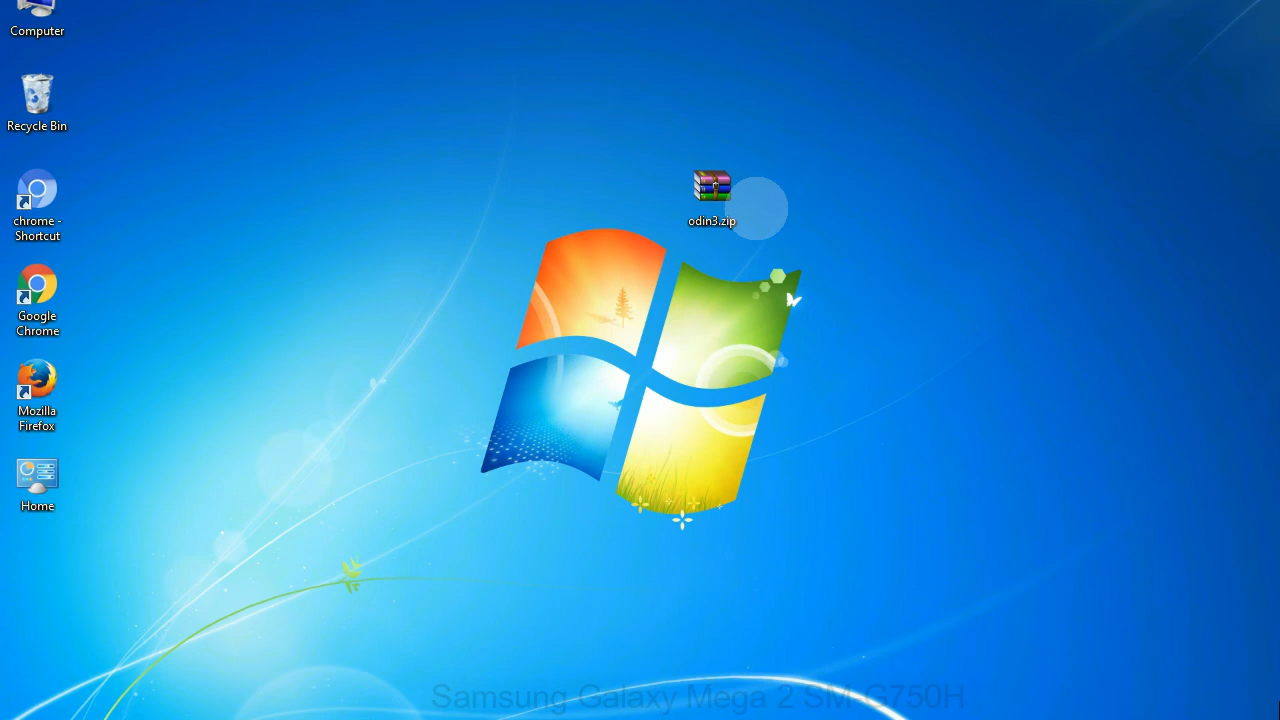 Computer
Recycle Bin
chrome -
Shortcut
Google
Chrome
Mozilla
Firefox
Home
odin3.zip
Samsung Galaxy Mega 2 SM-G750H